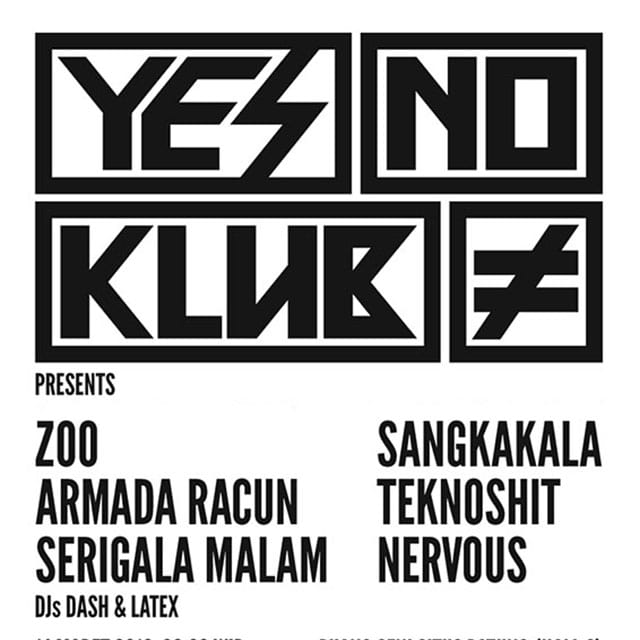 YES NO
KLUB ≠
PRESENTS
ZOO
ARMADA RACUN
SERIGALA MALAM
DJs DASH & LATEX
SANGKAKALA
TEKNOSHIT
NERVOUS